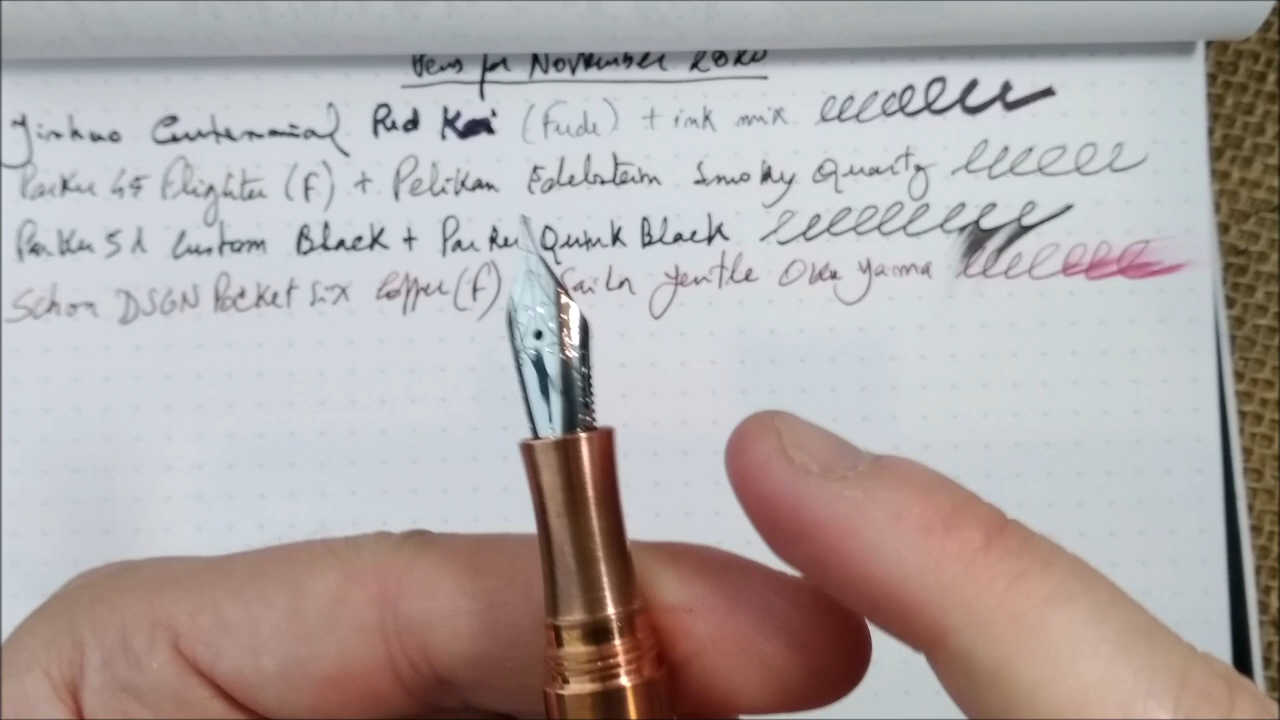 Pens for November 2020
Jinhao Centennial Red Koi (Fude) + ink mix
Parker 45 Flighter (F) + Pelikan Edelstein Smoky Quartz
Parker 51 Custom Black + Parker Quink Black
Schon DSGN Pocket Six Copper (F) Sailor Jentle Oku Yama